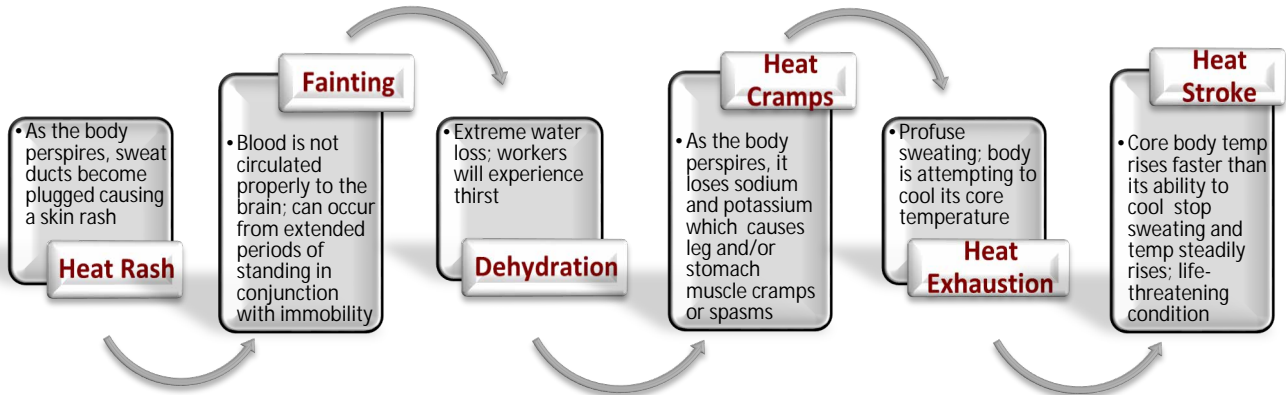 • As the body
perspires, sweat
ducts become
plugged causing
a skin rash
Heat Rash
Fainting
• Blood is not
circulated
properly to the
brain; can occur
from extended
periods of
standing in
conjunction
with immobility
• Extreme water
loss; workers
will experience
thirst
Dehydration
Heat
Cramps
• As the body
perspires, it
loses sodium
and potassium
which causes
leg and/or
stomach
muscle cramps
or spasms
• Profuse
sweating; body
is attempting to
cool its core
temperature
Heat
Exhaustion
Heat
Stroke
• Core body temp
rises faster than
its ability to
cool stop
sweating and
temp steadily
rises; life-
threatening
condition